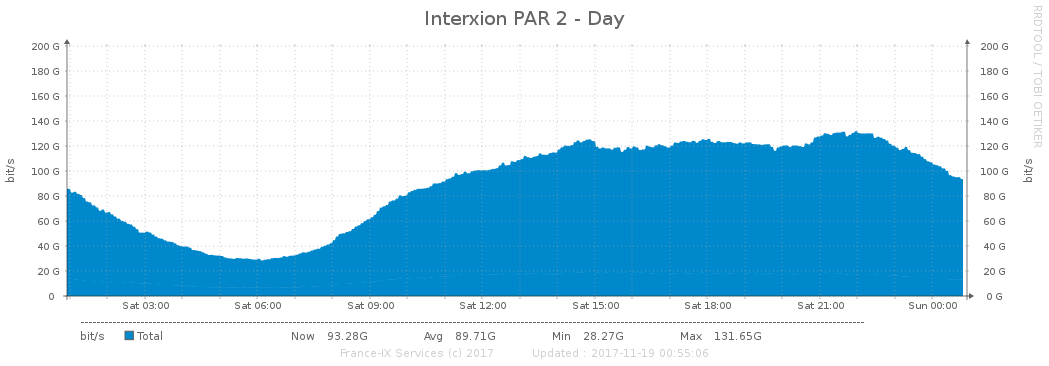 Interxion PAR 2 - Day
RRDTOOL / TOBI OETIKER
200 G 200 G
180 G 180 G
160 G 160 G
140 G 140 G
120 G 120 G
100 G 100 G
80 G 80 G
60 G 60 G
40 G 40 G
20 G 20 G
0 0 G
bit/s bit/s
Sat 03:00 Sat 06:00 Sat 09:00 Sat 12:00 Sat 15:00 Sat 18:00 Sat 21:00 Sun 00:00
bit/s Total Now 93.28G Avg 89.71G Min 28.27G Max 131.65G
France-IX Services (c) 2017 Updated : 2017-11-19 00:55:06